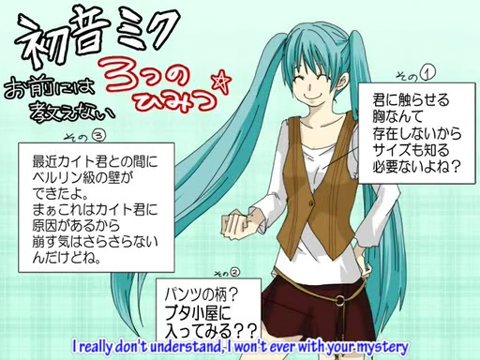 初音ミク
お前には
教えない
3つの
ひみつ☆
その①
君に触らせる
胸なんて
存在しないから
サイズも知る
必要ないよね?
その③
最近カイト君との間に
ベルリン級の壁が
できたよ。
まぁこれはカイト君に
原因があるから
崩す気はさらさらない
んだけどね。
その②
パンツの柄?
ブタ小屋に
入ってみる??
I really don't understand, I won't ever with your mystery